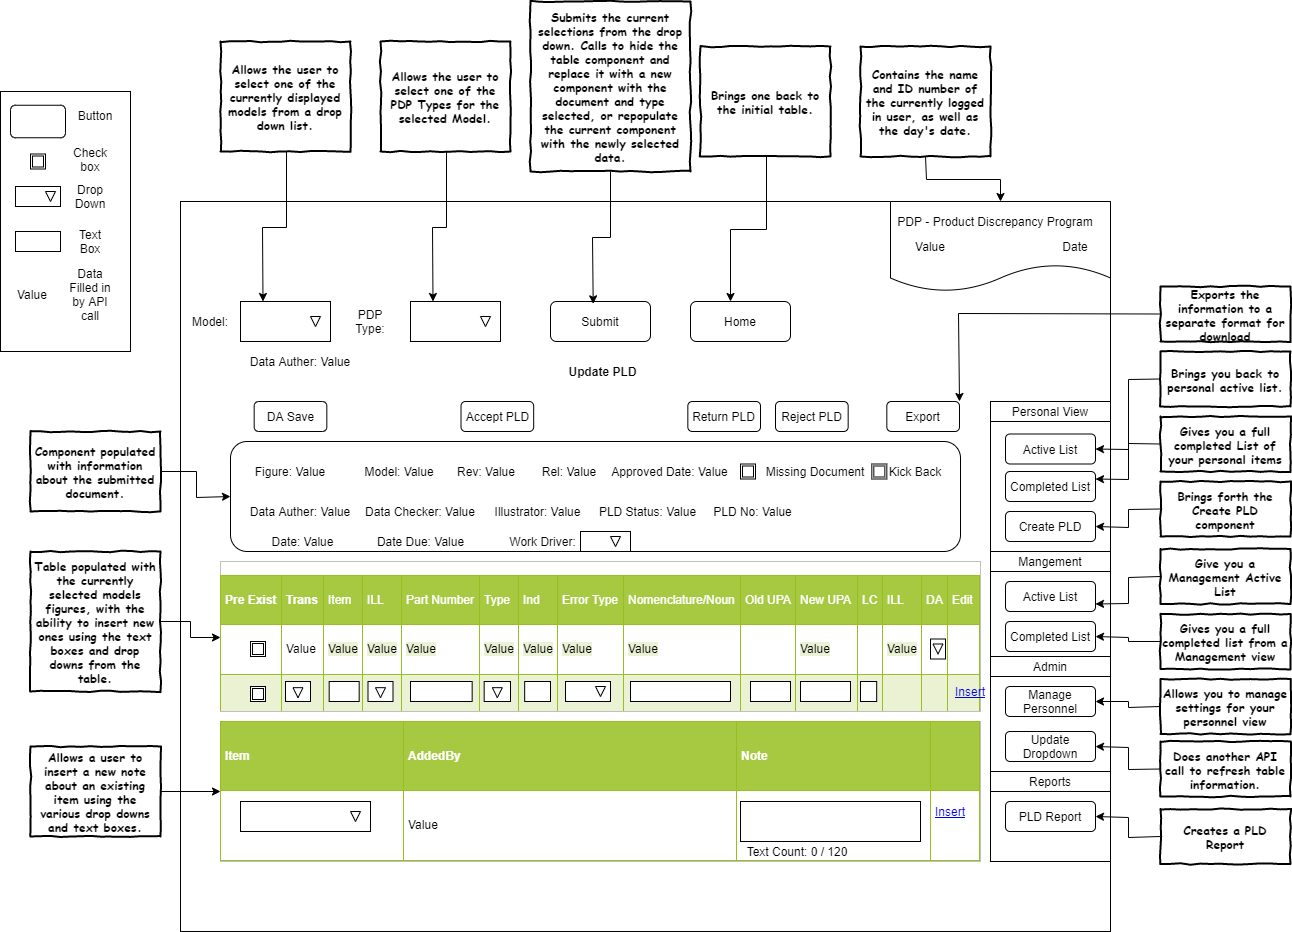 Submits the current
selections from the drop
down. Calls to hide the
table component and
replace it with a new
component with the
document and type
selected, or repopulate
the current component
with the newly selected
data.
Allows the user to
select one of the
currently displayed
models from a drop
down list.
Allows the user to
select one of the
PDP Types for the
selected Model.
Brings one back to
the initial table.
Contains the name
and ID number of
the currently logged
in user, as well as
the day's date.
Button
Check
box
Drop
Down
Text
Box
Value
Data
Filled in
by API
call
PDP - Product Discrepancy Program
Value Date
Model:
PDP
Type:
Submit
Home
Data Auther: Value
Update PLD
Exports the
information to a
separate format for
download
Brings you back to
personal active list.
Gives you a full
completed List of
your personal items
Brings forth the
Create PLD
component
Give you a
Management Active
List
Gives you a full
completed list from a
Management view
Allows you to manage
settings for your
personnel view
Does another API
call to refresh table
information.
Creates a PLD
Report
DA Save
Accept PLD
Return PLD
Reject PLD
Export
Personal View
Active List
Completed List
Create PLD
Mangement
Active List
Completed List
Admin
Manage
Personnel
Update
Dropdown
Reports
PLD Report
Component populated
with information
about the submitted
document.
Figure: Value Model: Value Rev: Value Rel: Value Approved Date: Value Missing Document Kick Back
Data Auther: Value Data Checker: Value Illustrator: Value PLD Status: Value PLD No: Value
Date: Value Date Due: Value Work Driver:
Table populated with
the currently
selected models
figures, with the
ability to insert new
ones using the text
boxes and drop
downs from the
table.
Pre Exist Trans Item ILL Part Number Type Ind Error Type Nomenclature/Noun Old UPA New UPA LC ILL DA Edit
Value Value Value Value Value Value Value Value Value Value
Insert
Allows a user to
insert a new note
about an existing
item using the
various drop downs
and text boxes.
Item AddedBy Note
Value
Insert
Text Count: 0 / 120